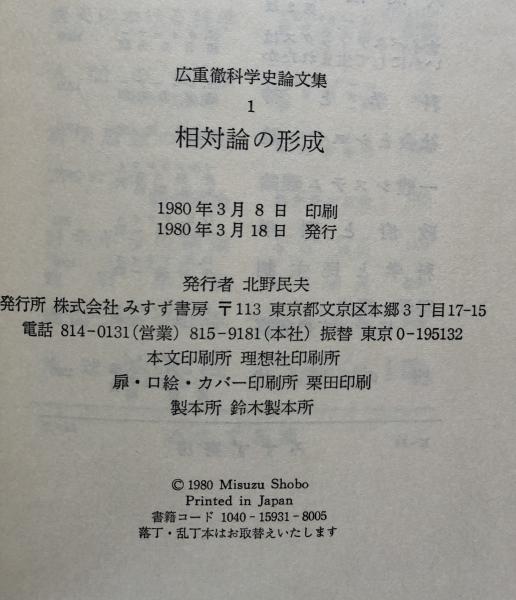 広重徹科学史論文集
1
相対論の形成
1980年3月8日 印刷
1980年3月18日 発行
発行者 北野民夫
発行所 株式会社 みすず書房 〒113 東京都文京区本郷3丁目17-15
電話 814-0131(営業) 815-9181(本社) 振替 東京0-195132
本文印刷所 理想社印刷所
扉・口絵・カバー印刷所 栗田印刷
製本所 鈴木製本所
© 1980 Misuzu Shobo
Printed in Japan
書籍コード 1040-15931-8005
落丁・乱丁本はお取替えいたします